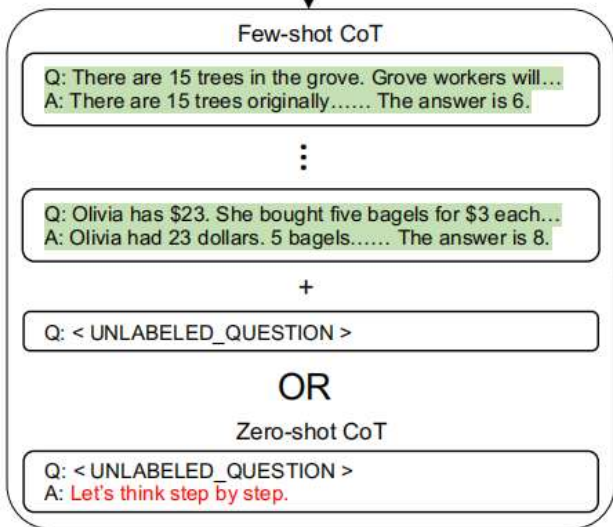 Few-shot CoT
Q: There are 15 trees in the grove. Grove workers will…
A: There are 15 trees originally…… The answer is 6.
Q: Olivia has $23. She bought five bagels for $3 each…
A: Olivia had 23 dollars. 5 bagels…… The answer is 8.
+
Q: < UNLABELED_QUESTION >
OR
Zero-shot CoT
Q: < UNLABELED_QUESTION >
A: Let's think step by step.